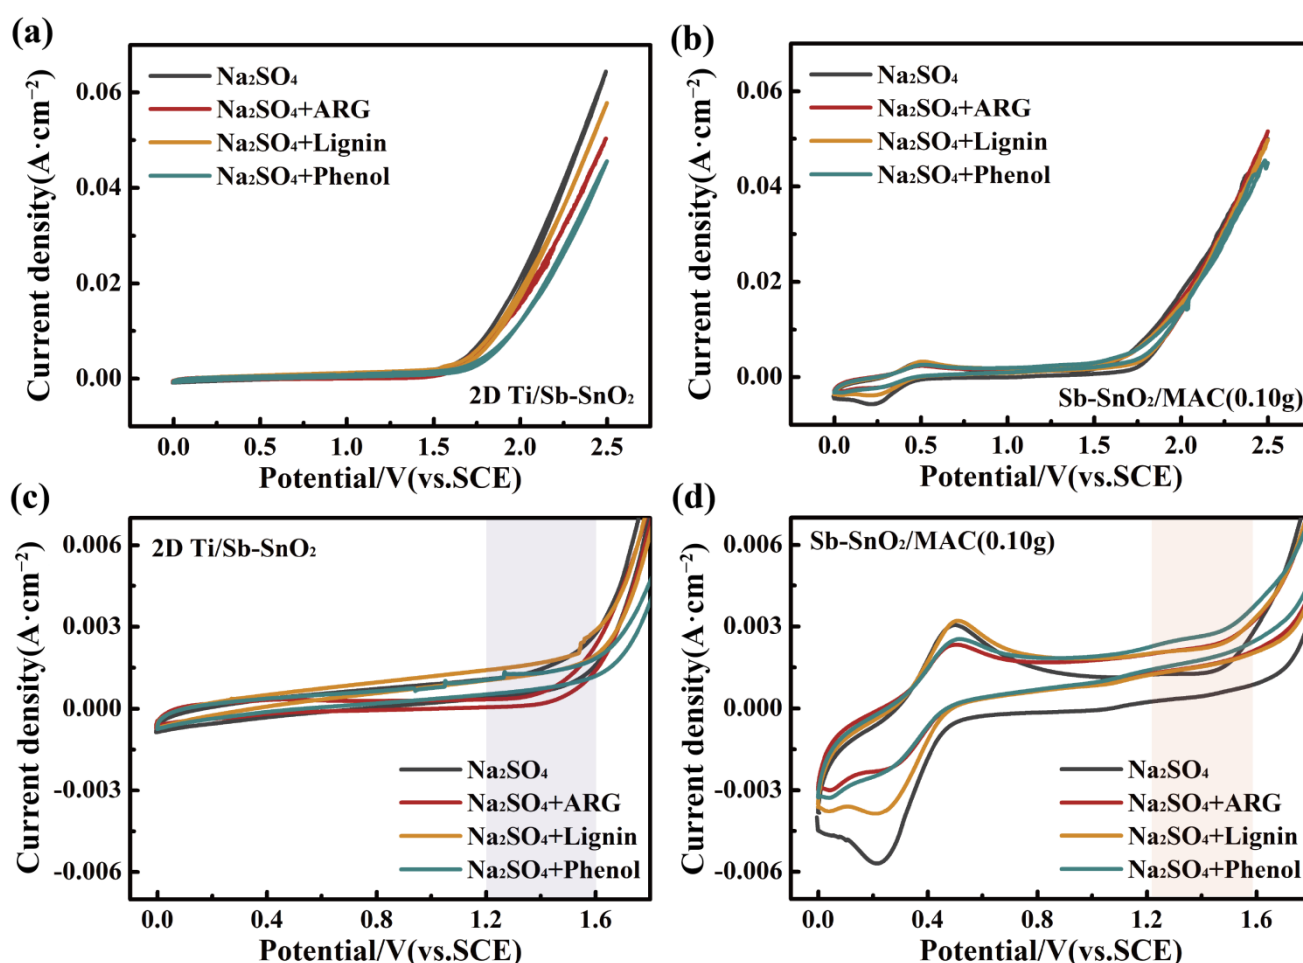 (a)
Current density(A·cm⁻²)
0.06
0.04
0.02
0.00
Na₂SO₄
Na₂SO₄+ARG
Na₂SO₄+Lignin
Na₂SO₄+Phenol
2D Ti/Sb-SnO₂
0.0 0.5 1.0 1.5 2.0 2.5
Potential/V(vs.SCE)
(b)
Current density(A·cm⁻²)
0.06
0.04
0.02
0.00
Na₂SO₄
Na₂SO₄+ARG
Na₂SO₄+Lignin
Na₂SO₄+Phenol
Sb-SnO₂/MAC(0.10g)
0.0 0.5 1.0 1.5 2.0 2.5
Potential/V(vs.SCE)
(c)
Current density(A·cm⁻²)
0.006
0.003
0.000
-0.003
-0.006
2D Ti/Sb-SnO₂
Na₂SO₄
Na₂SO₄+ARG
Na₂SO₄+Lignin
Na₂SO₄+Phenol
0.0 0.4 0.8 1.2 1.6
Potential/V(vs.SCE)
(d)
Current density(A·cm⁻²)
0.006
0.003
0.000
-0.003
-0.006
Sb-SnO₂/MAC(0.10g)
Na₂SO₄
Na₂SO₄+ARG
Na₂SO₄+Lignin
Na₂SO₄+Phenol
0.0 0.4 0.8 1.2 1.6
Potential/V(vs.SCE)